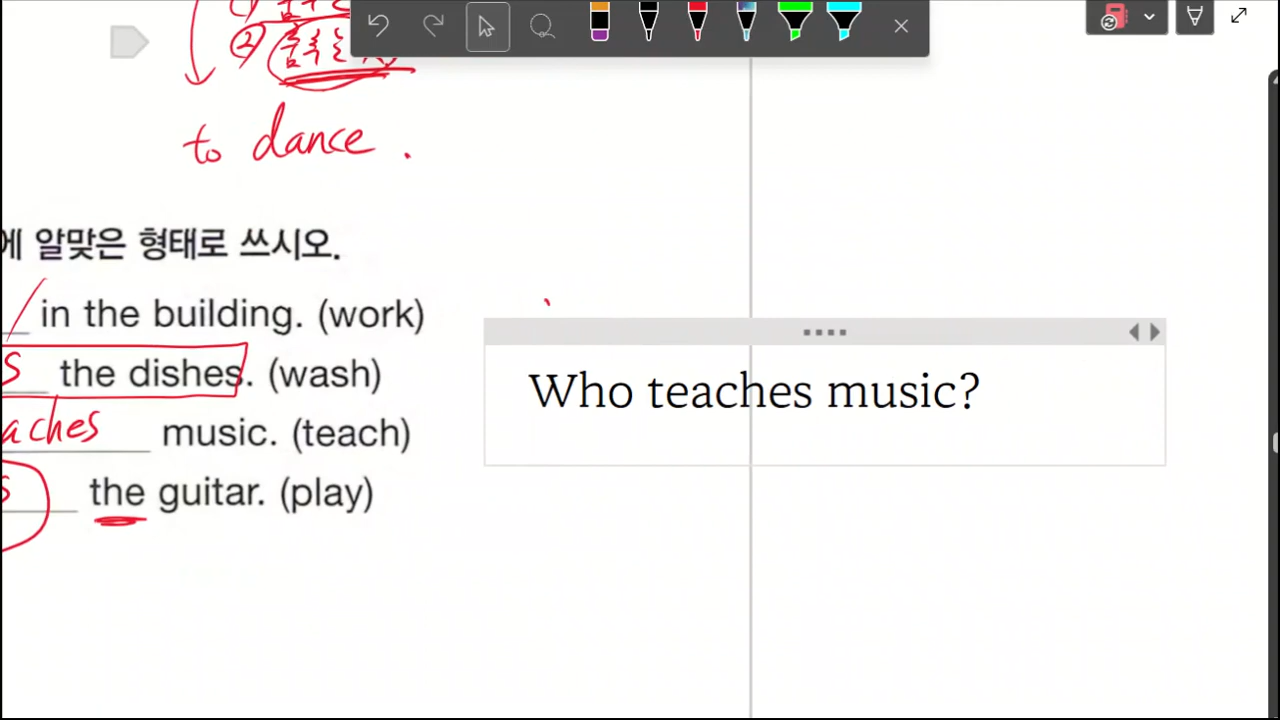 ②
to dance .
에 알맞은 형태로 쓰시오.
in the building. (work)
s the dishes. (wash)
aches music. (teach)
s the guitar. (play)
Who teaches music?